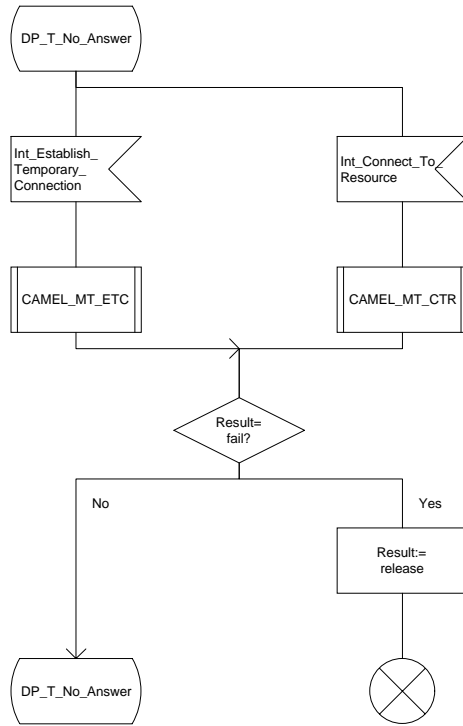 DP_T_No_Answer
Int_Establish_
Temporary_
Connection
Int_Connect_To_
Resource
CAMEL_MT_ETC
CAMEL_MT_CTR
Result=
fail?
No
Yes
Result:=
release
DP_T_No_Answer